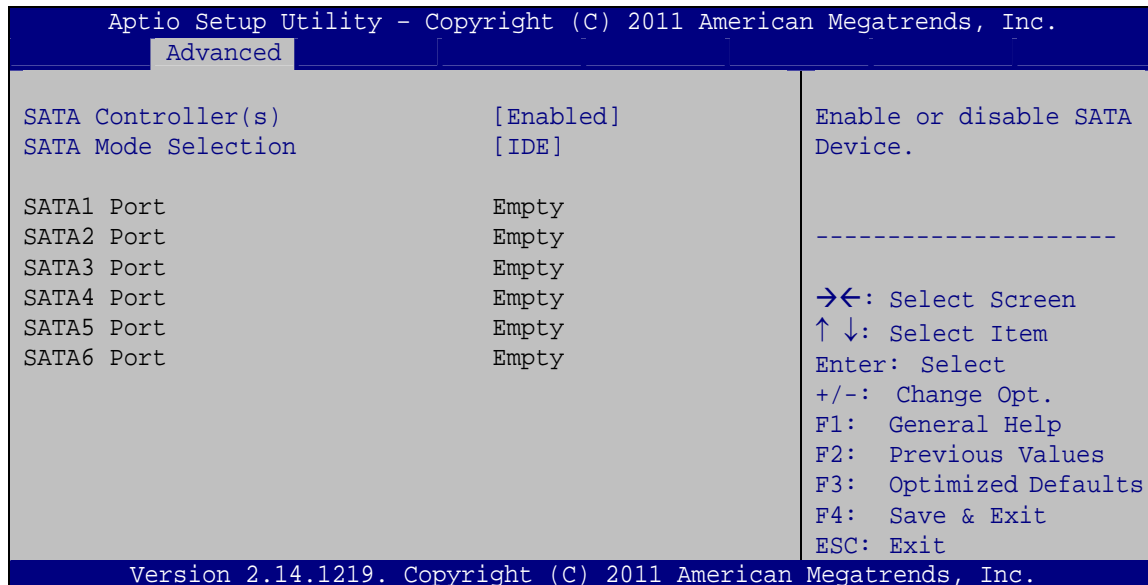 Aptio Setup Utility – Copyright (C) 2011 American Megatrends, Inc.
Advanced
SATA Controller(s) [Enabled]
SATA Mode Selection [IDE]
SATA1 Port Empty
SATA2 Port Empty
SATA3 Port Empty
SATA4 Port Empty
SATA5 Port Empty
SATA6 Port Empty
Enable or disable SATA
Device.
---------------------
→←: Select Screen
↑ ↓: Select Item
Enter: Select
+/-: Change Opt.
F1: General Help
F2: Previous Values
F3: Optimized Defaults
F4: Save & Exit
ESC: Exit
Version 2.14.1219. Copyright (C) 2011 American Megatrends, Inc.